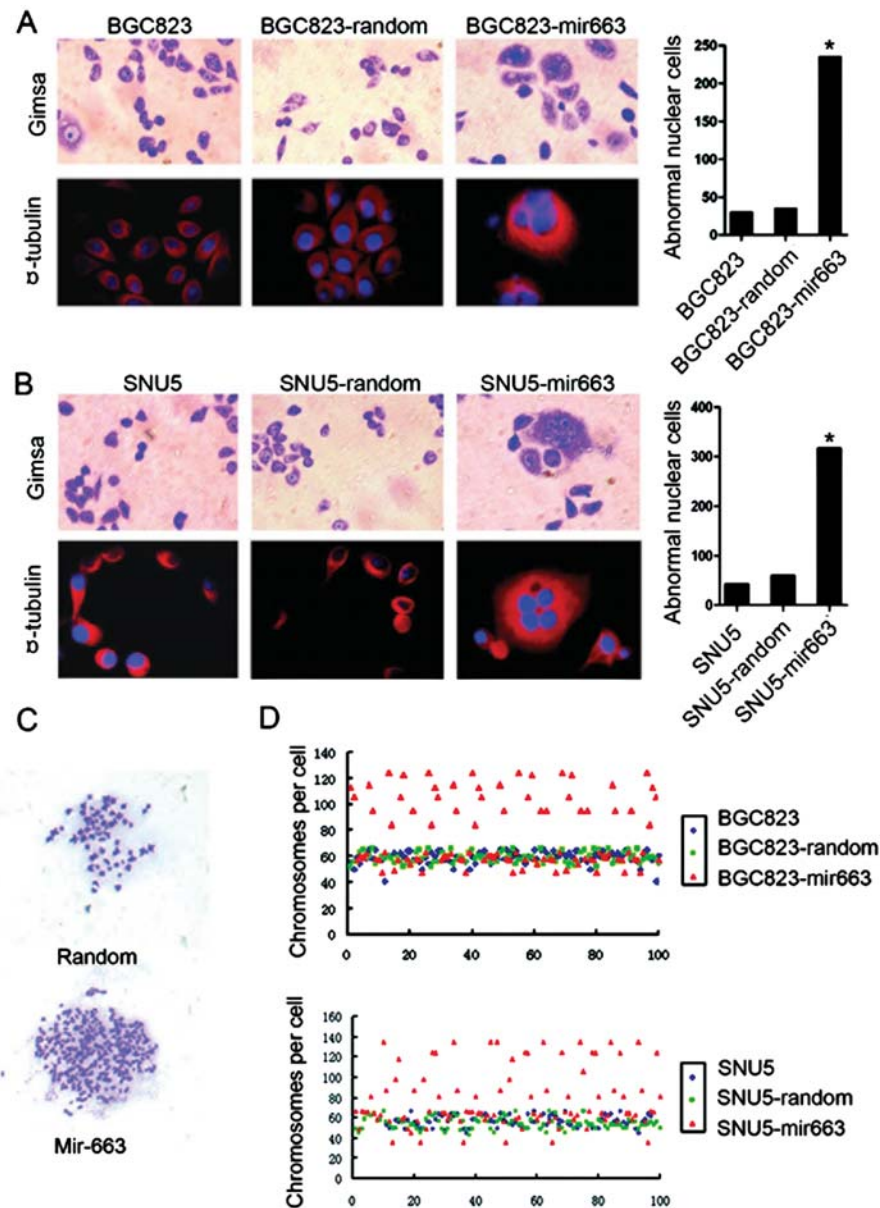 A
BGC823
BGC823-random
BGC823-mir663
Gimsa
ʊ-tubulin
Abnormal nuclear cells
250
200
150
100
50
0
*
BGC823
BGC823-random
BGC823-mir663
B
SNU5
SNU5-random
SNU5-mir663
Gimsa
ʊ-tubulin
Abnormal nuclear cells
400
300
200
100
0
*
SNU5
SNU5-random
SNU5-mir663
C
Random
Mir-663
D
Chromosomes per cell
140
120
100
80
60
40
20
0
0 20 40 60 80 100
BGC823
BGC823-random
BGC823-mir663
Chromosomes per cell
160
140
120
100
80
60
40
20
0
0 20 40 60 80 100
SNU5
SNU5-random
SNU5-mir663